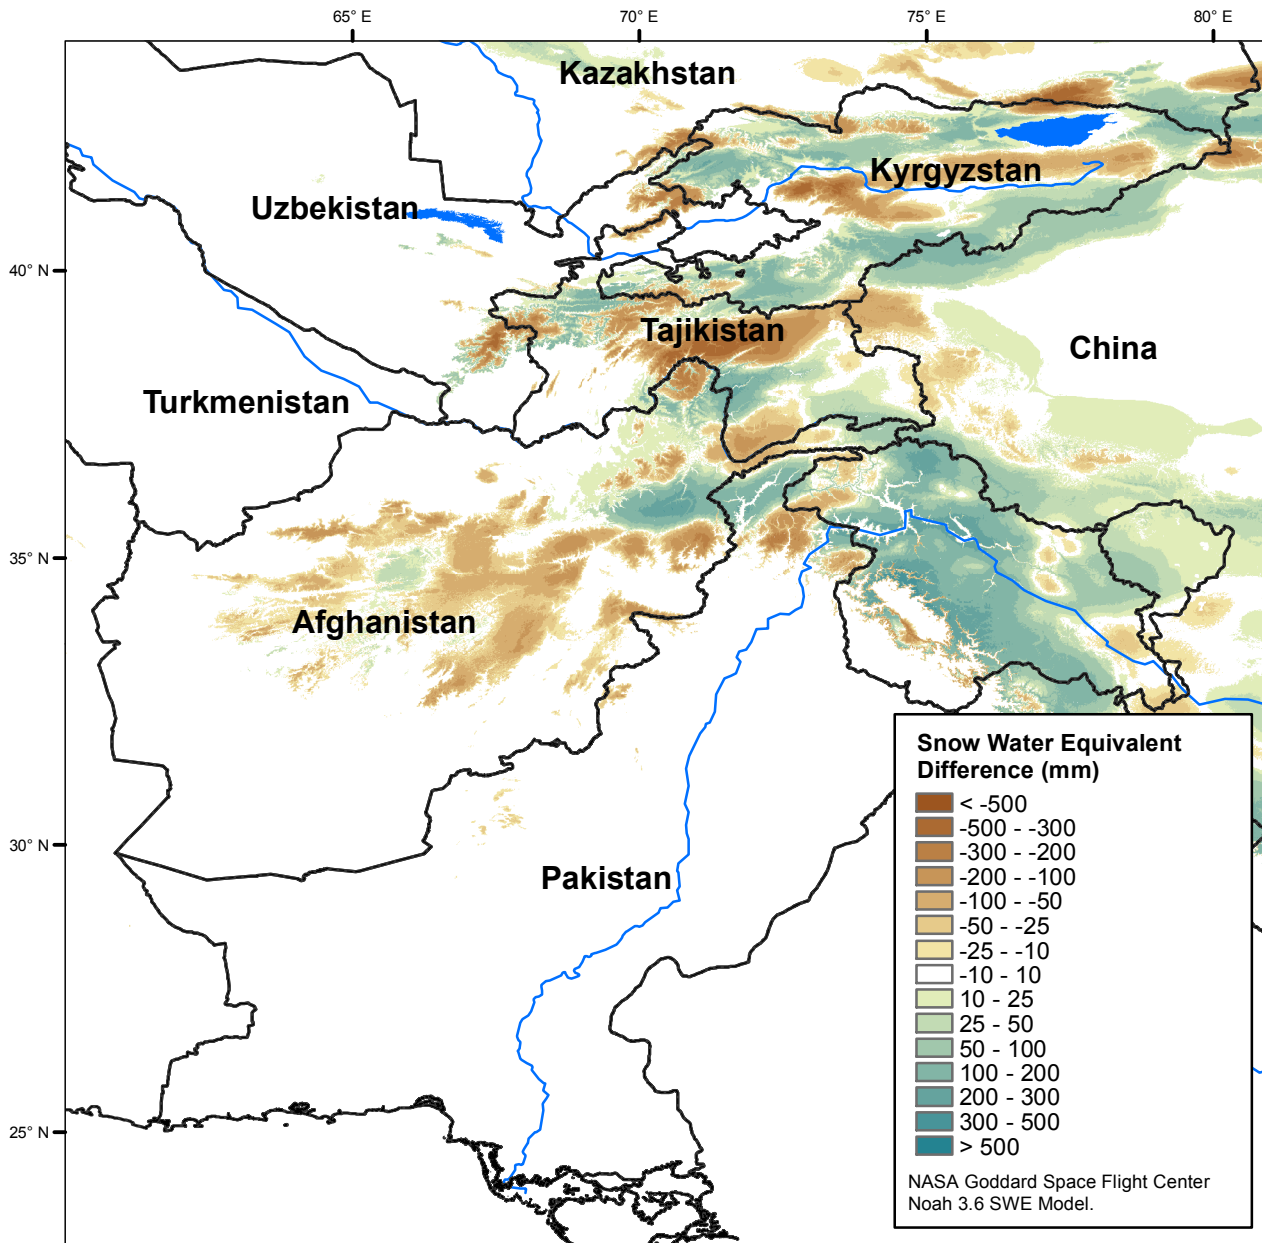 65° E
70° E
75° E
80° E
Kazakhstan
Kyrgyzstan
Uzbekistan
40° N
Tajikistan
China
Turkmenistan
35° N
Afghanistan
Snow Water Equivalent
Difference (mm)
< -500
-500 - -300
-300 - -200
-200 - -100
-100 - -50
-50 - -25
-25 - -10
-10 - 10
10 - 25
25 - 50
50 - 100
100 - 200
200 - 300
300 - 500
> 500
NASA Goddard Space Flight Center
Noah 3.6 SWE Model.
30° N
Pakistan
25° N